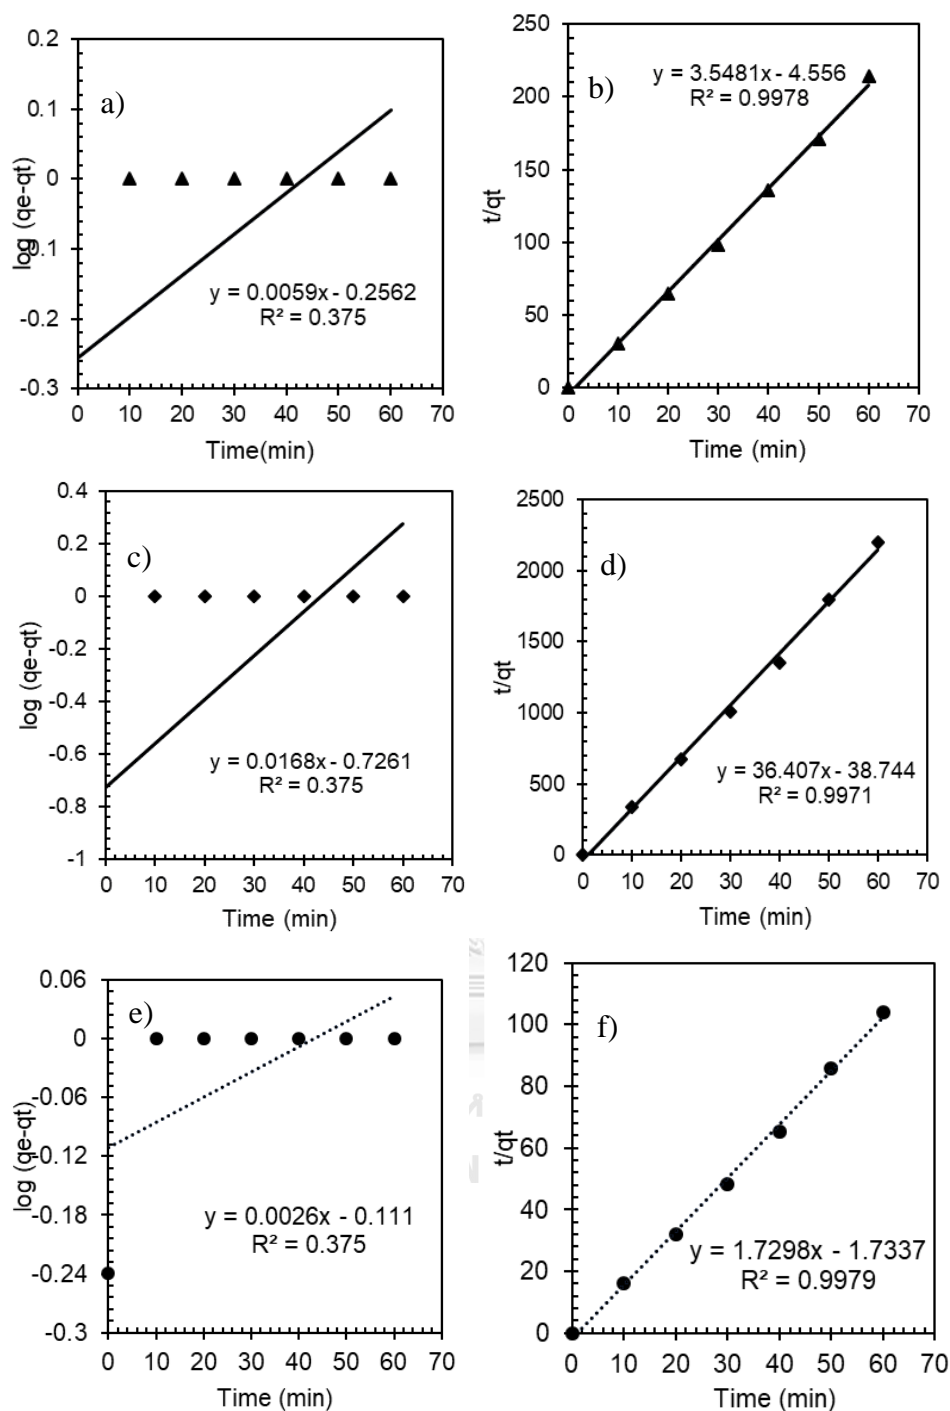 0.2
0.1
0
-0.1
-0.2
-0.3
log (qe-qt)
a)
y = 0.0059x - 0.2562
R² = 0.375
0 10 20 30 40 50 60 70
Time(min)
250
200
150
100
50
0
t/qt
b)
y = 3.5481x - 4.556
R² = 0.9978
0 10 20 30 40 50 60 70
Time (min)
0.4
0.2
0
-0.2
-0.4
-0.6
-0.8
-1
log (qe-qt)
c)
y = 0.0168x - 0.7261
R² = 0.375
0 10 20 30 40 50 60 70
Time (min)
2500
2000
1500
1000
500
0
t/qt
d)
y = 36.407x - 38.744
R² = 0.9971
0 10 20 30 40 50 60 70
Time (min)
0.06
0
-0.06
-0.12
-0.18
-0.24
-0.3
log (qe-qt)
e)
y = 0.0026x - 0.111
R² = 0.375
0 10 20 30 40 50 60 70
Time (min)
120
100
80
60
40
20
0
t/qt
f)
y = 1.7298x - 1.7337
R² = 0.9979
0 10 20 30 40 50 60 70
Time (min)